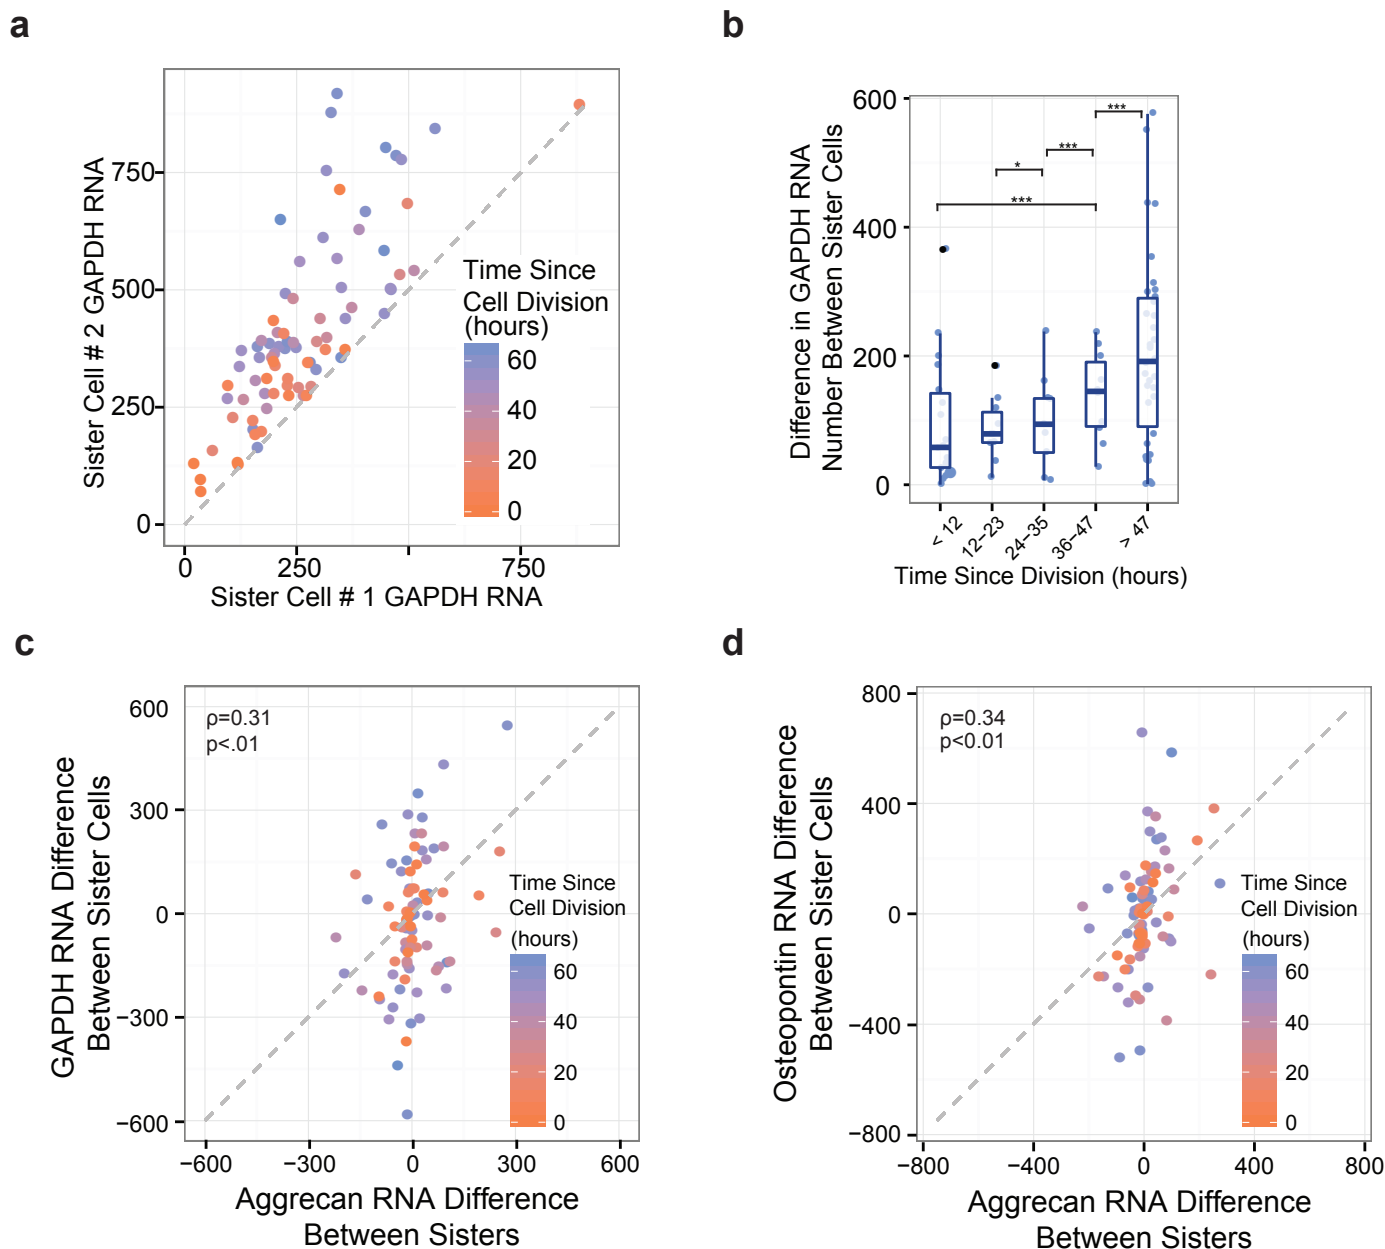 a
Sister Cell # 2 GAPDH RNA
750
500
250
0
0
250
750
Sister Cell # 1 GAPDH RNA
Time Since
Cell Division
(hours)
60
40
20
0
b
Difference in GAPDH RNA
Number Between Sister Cells
600
400
200
0
***
*
***
***
< 12
12−23
24−35
36−47
> 47
Time Since Division (hours)
c
GAPDH RNA Difference
Between Sister Cells
600
300
0
−300
−600
ρ=0.31
p<.01
Time Since
Cell Division
(hours)
60
40
20
0
−600
−300
0
300
600
Aggrecan RNA Difference
Between Sisters
d
Osteopontin RNA Difference
Between Sister Cells
800
400
0
−400
−800
ρ=0.34
p<0.01
Time Since
Cell Division
(hours)
60
40
20
0
−800
−400
0
400
800
Aggrecan RNA Difference
Between Sisters